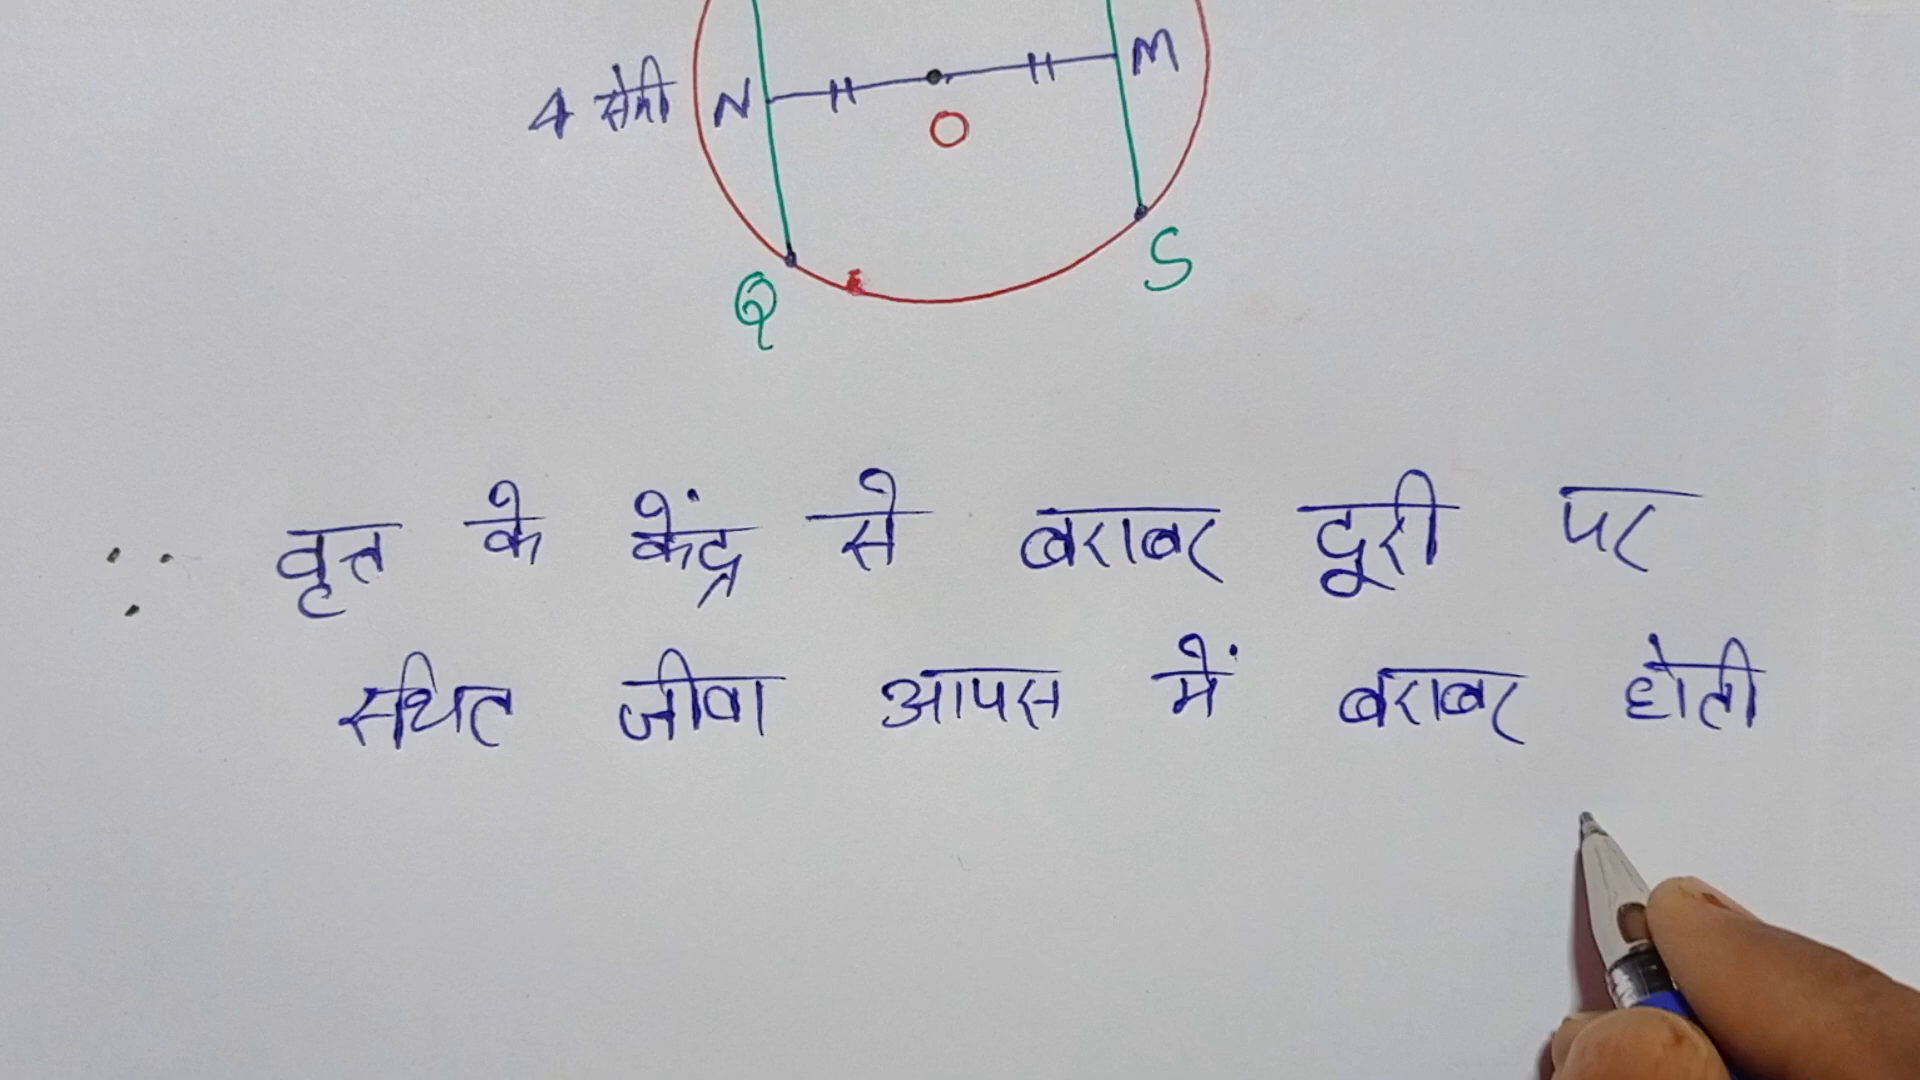 4 सेमी N M
O
Q S
∵ वृत्त के केंद्र से बराबर दूरी पर
स्थित जीवा आपस में बराबर होती